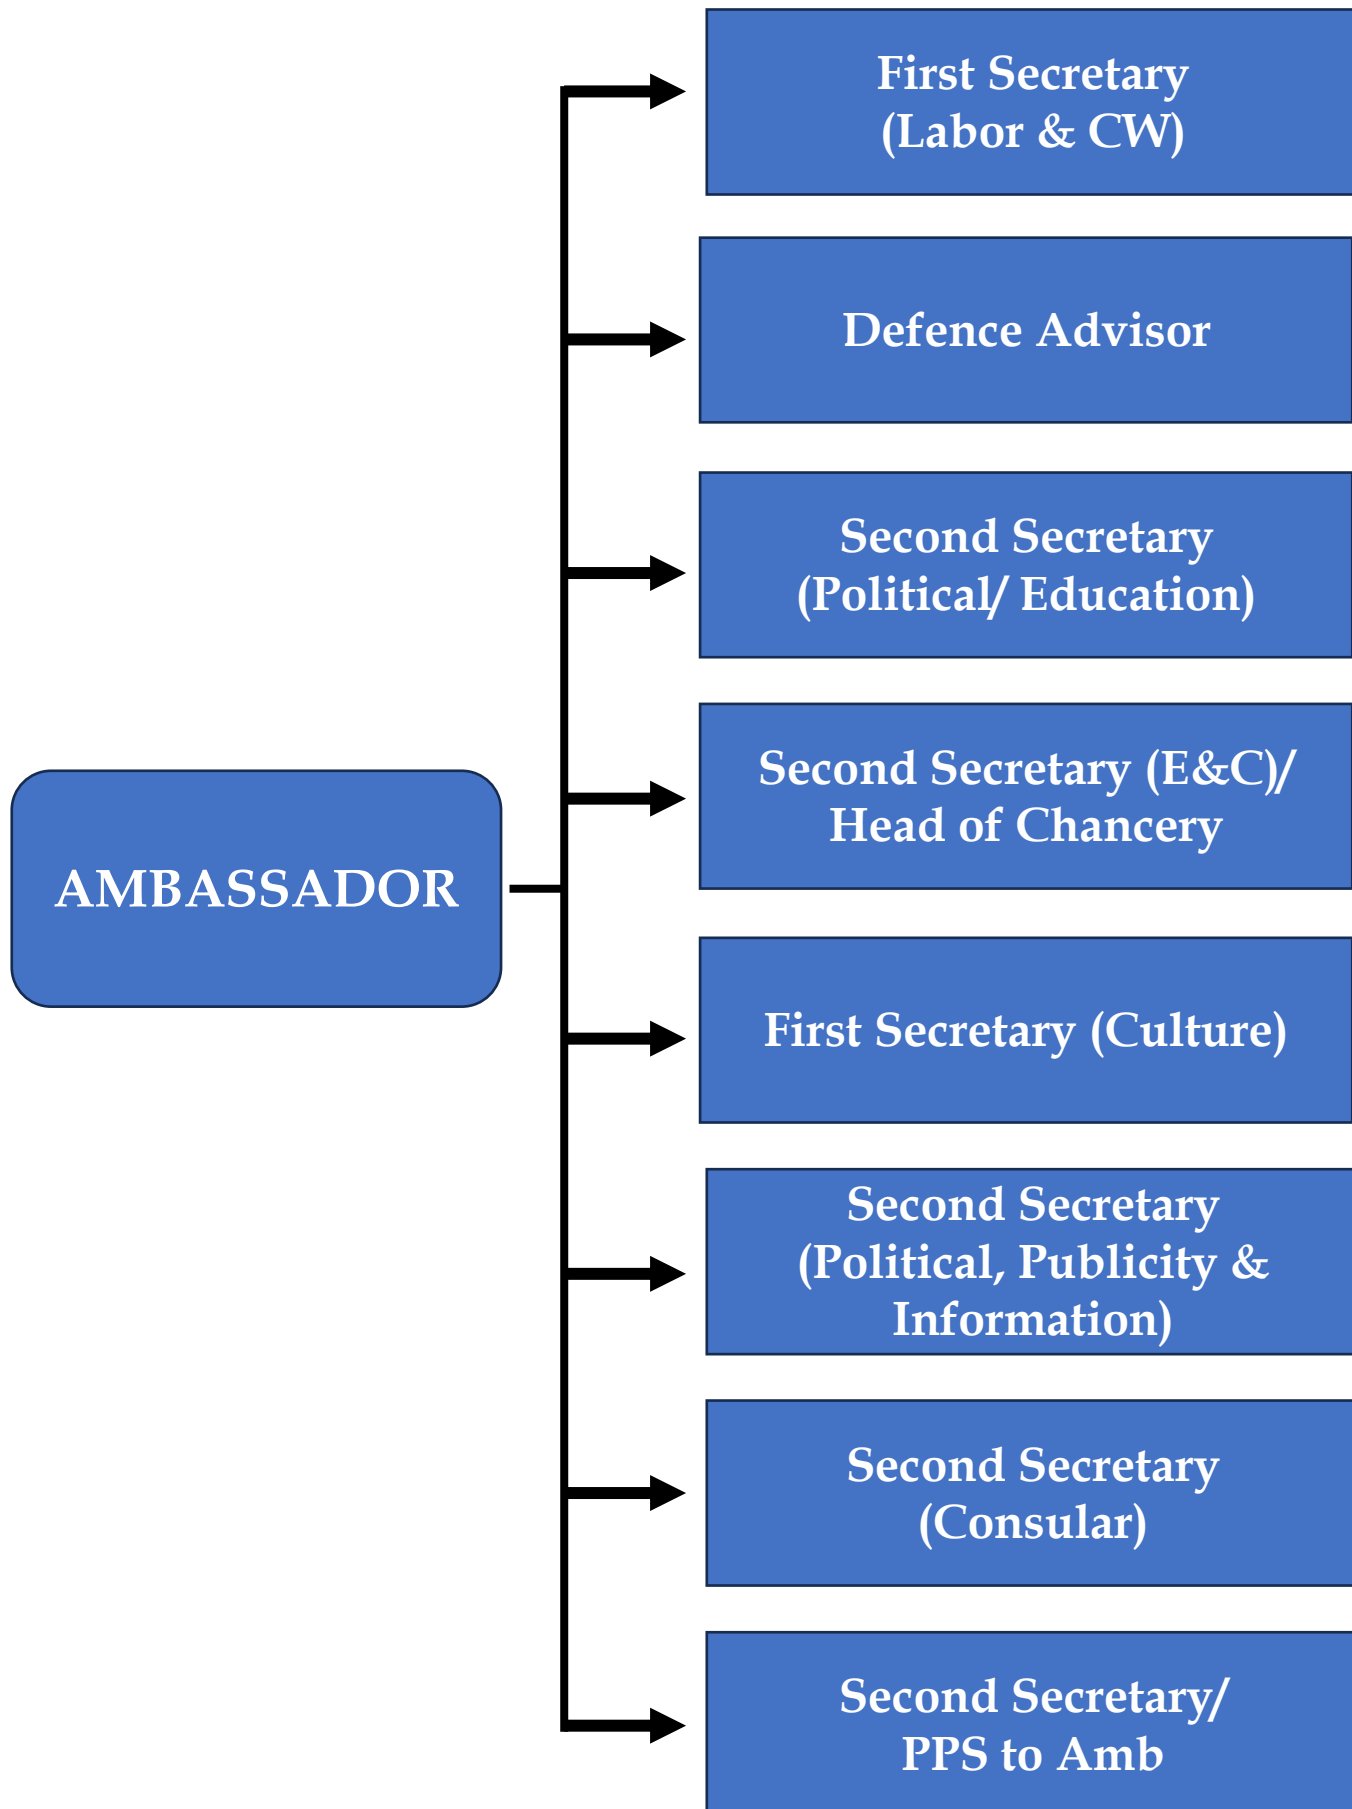 First Secretary
(Labor & CW)
Defence Advisor
Second Secretary
(Political/ Education)
Second Secretary (E&C)/
Head of Chancery
AMBASSADOR
First Secretary (Culture)
Second Secretary
(Political, Publicity &
Information)
Second Secretary
(Consular)
Second Secretary/
PPS to Amb